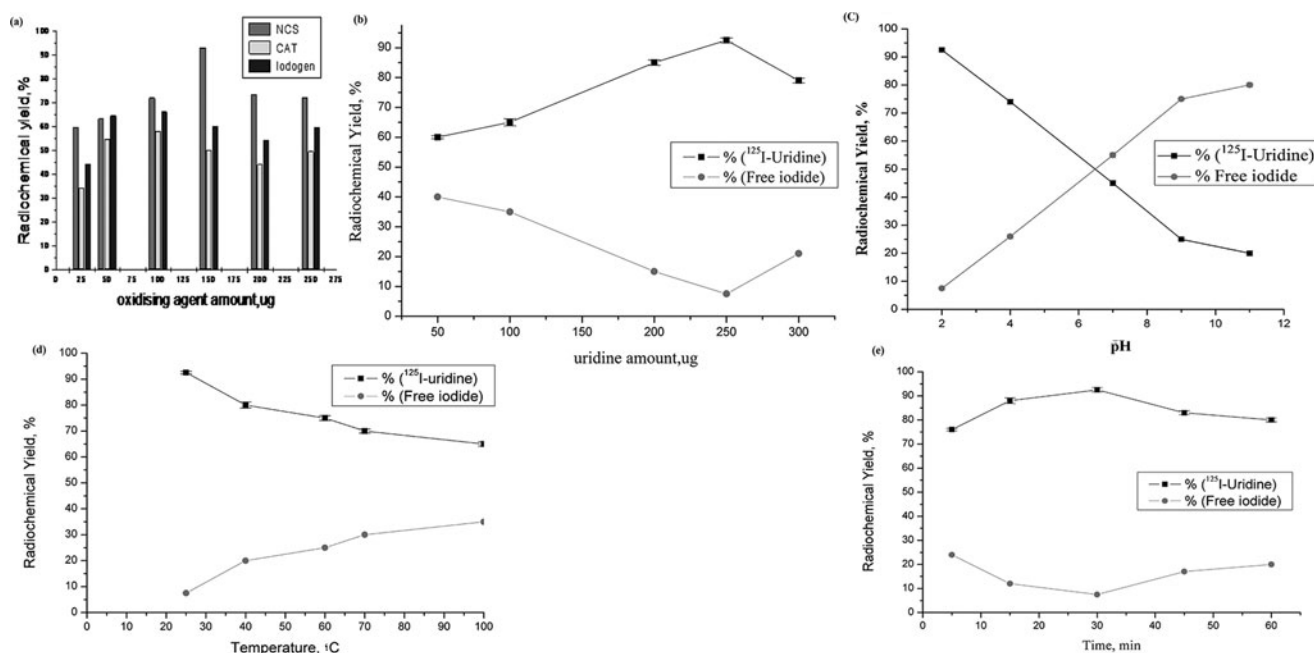 (a)
NCS
CAT
Iodogen
Radiochemical yield,%
100
90
80
70
60
50
40
30
20
10
0
0 25 50 75 100 125 150 175 200 225 250 275
oxidising agent amount,ug
(b)
Radiochemical Yield, %
90
80
70
60
50
40
30
20
10
0
% (¹²⁵I-Uridine)
% (Free iodide)
50 100 200 250 300
uridine amount,ug
(C)
Radiochemical Yield, %
100
90
80
70
60
50
40
30
20
10
0
% (¹²⁵I-Uridine)
% Free iodide
2 4 6 8 10 12
pH
(d)
Radiochemical Yield, %
100
90
80
70
60
50
40
30
20
10
0
% (¹²⁵I-uridine)
% (Free iodide)
0 10 20 30 40 50 60 70 80 90 100
Temperature, ᵗC
(e)
Radiochemical Yield, %
100
90
80
70
60
50
40
30
20
10
0
% (¹²⁵I-Uridine)
% (Free iodide)
0 10 20 30 40 50 60
Time, min